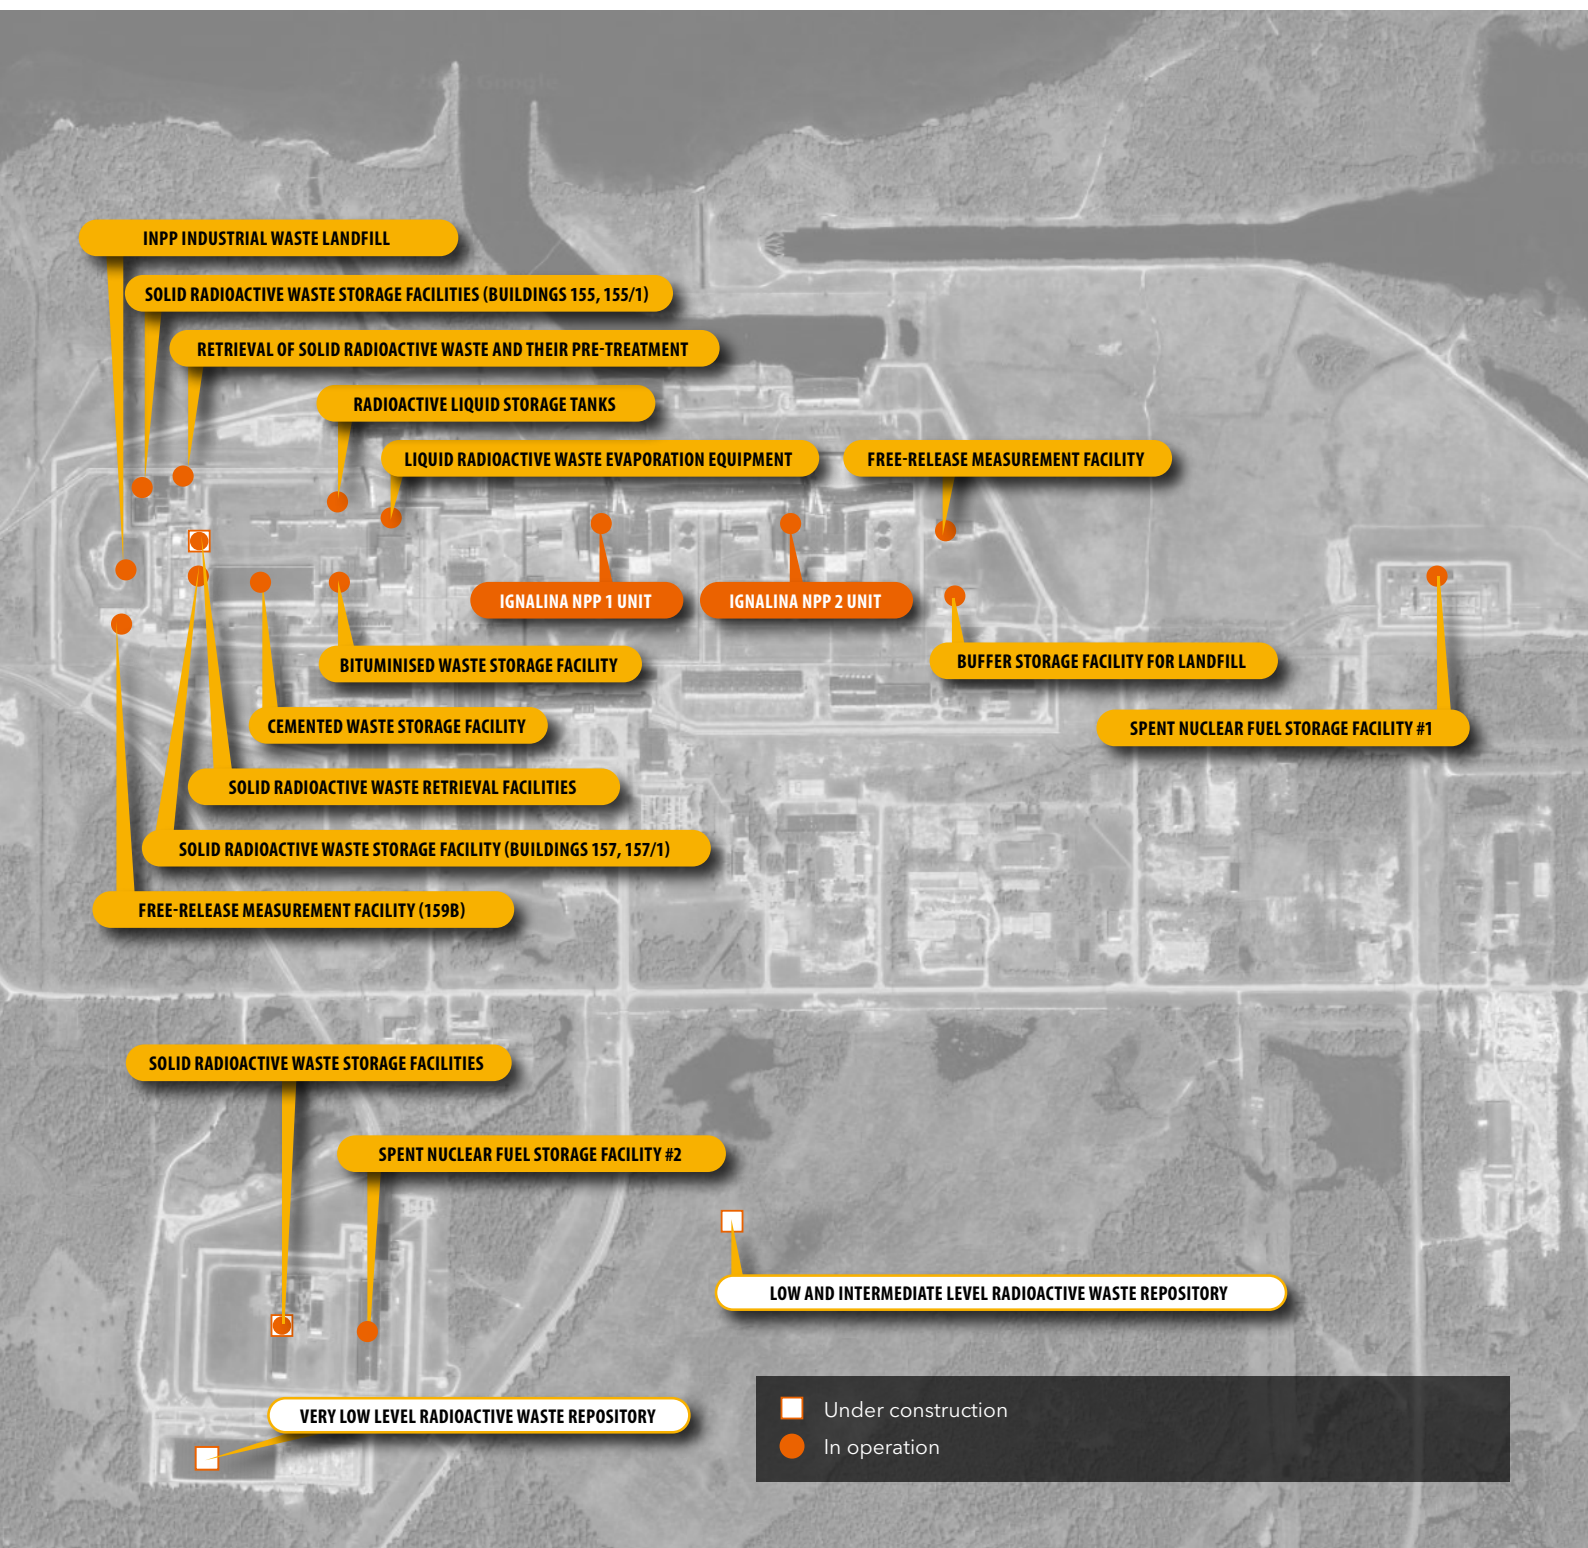 © 2022 Google
INPP INDUSTRIAL WASTE LANDFILL
SOLID RADIOACTIVE WASTE STORAGE FACILITIES (BUILDINGS 155, 155/1)
RETRIEVAL OF SOLID RADIOACTIVE WASTE AND THEIR PRE-TREATMENT
RADIOACTIVE LIQUID STORAGE TANKS
LIQUID RADIOACTIVE WASTE EVAPORATION EQUIPMENT
FREE-RELEASE MEASUREMENT FACILITY
IGNALINA NPP 1 UNIT
IGNALINA NPP 2 UNIT
BITUMINISED WASTE STORAGE FACILITY
BUFFER STORAGE FACILITY FOR LANDFILL
CEMENTED WASTE STORAGE FACILITY
SPENT NUCLEAR FUEL STORAGE FACILITY #1
SOLID RADIOACTIVE WASTE RETRIEVAL FACILITIES
SOLID RADIOACTIVE WASTE STORAGE FACILITY (BUILDINGS 157, 157/1)
FREE-RELEASE MEASUREMENT FACILITY (159B)
SOLID RADIOACTIVE WASTE STORAGE FACILITIES
SPENT NUCLEAR FUEL STORAGE FACILITY #2
LOW AND INTERMEDIATE LEVEL RADIOACTIVE WASTE REPOSITORY
VERY LOW LEVEL RADIOACTIVE WASTE REPOSITORY
Under construction
In operation